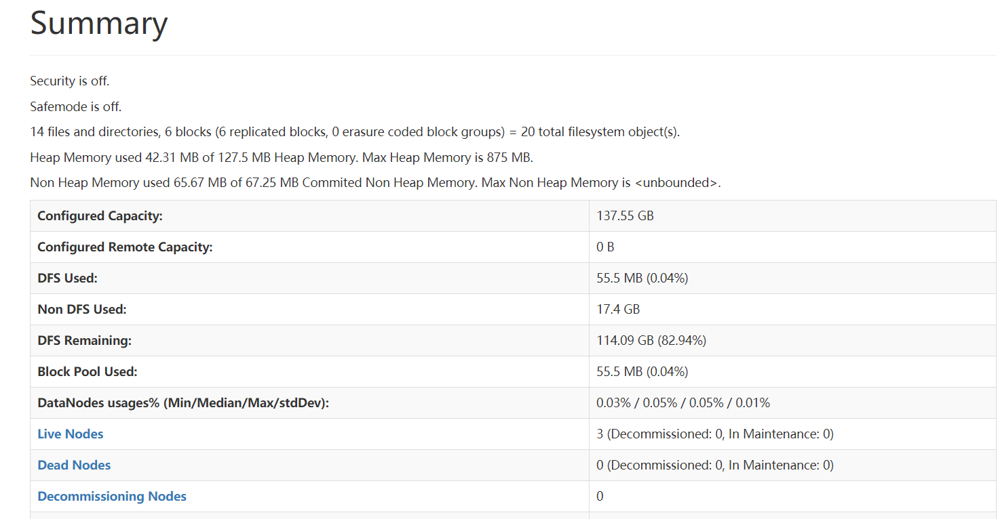 Summary
Security is off.
Safemode is off.
14 files and directories, 6 blocks (6 replicated blocks, 0 erasure coded block groups) = 20 total filesystem object(s).
Heap Memory used 42.31 MB of 127.5 MB Heap Memory. Max Heap Memory is 875 MB.
Non Heap Memory used 65.67 MB of 67.25 MB Commited Non Heap Memory. Max Non Heap Memory is <unbounded>.
Configured Capacity: 137.55 GB
Configured Remote Capacity: 0 B
DFS Used: 55.5 MB (0.04%)
Non DFS Used: 17.4 GB
DFS Remaining: 114.09 GB (82.94%)
Block Pool Used: 55.5 MB (0.04%)
DataNodes usages% (Min/Median/Max/stdDev): 0.03% / 0.05% / 0.05% / 0.01%
Live Nodes 3 (Decommissioned: 0, In Maintenance: 0)
Dead Nodes 0 (Decommissioned: 0, In Maintenance: 0)
Decommissioning Nodes 0